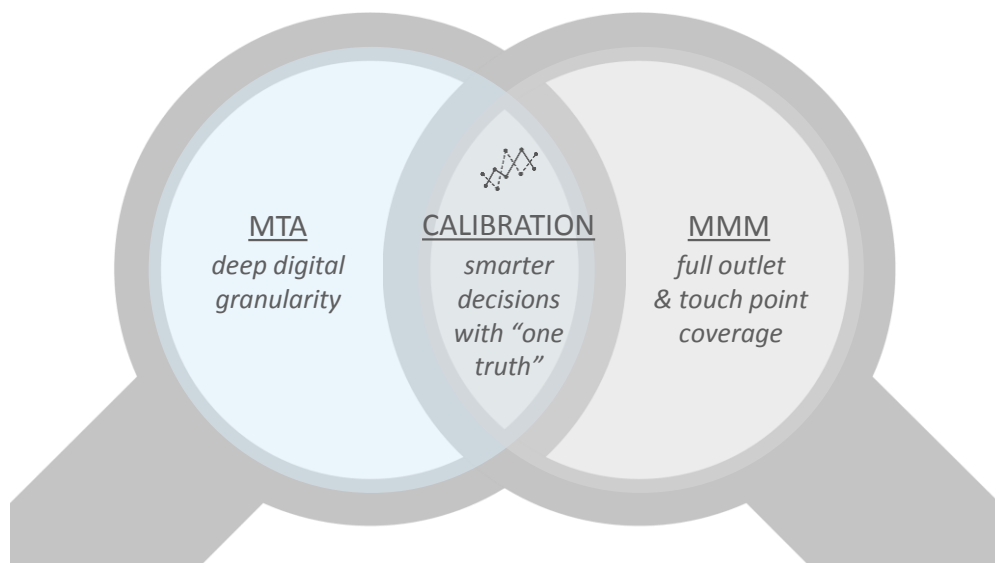 MTA
deep digital
granularity
CALIBRATION
smarter
decisions
with “one
truth”
MMM
full outlet
& touch point
coverage